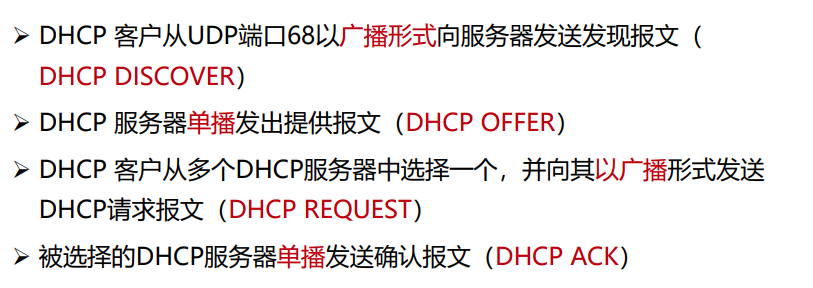 ➢ DHCP 客户从UDP端口68以广播形式向服务器发送发现报文（
DHCP DISCOVER）
➢ DHCP 服务器单播发出提供报文（DHCP OFFER）
➢ DHCP 客户从多个DHCP服务器中选择一个，并向其以广播形式发送
DHCP请求报文（DHCP REQUEST）
➢ 被选择的DHCP服务器单播发送确认报文（DHCP ACK）